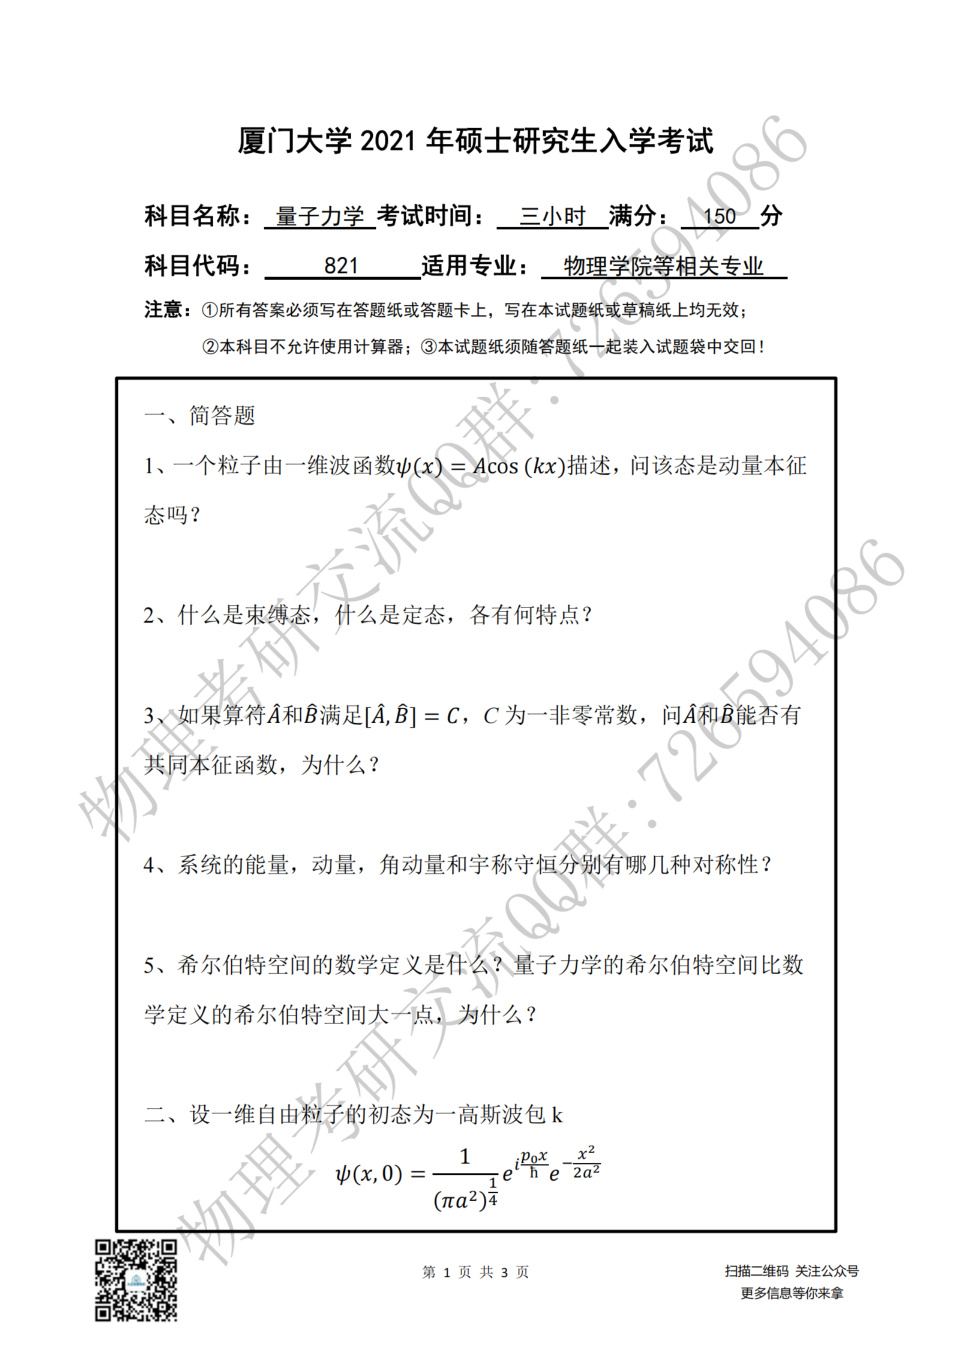 厦门大学 2021 年硕士研究生入学考试
科目名称： 量子力学 考试时间： 三小时 满分： 150 分
科目代码： 821 适用专业： 物理学院等相关专业
注意：①所有答案必须写在答题纸或答题卡上，写在本试题纸或草稿纸上均无效；
②本科目不允许使用计算器；③本试题纸须随答题纸一起装入试题袋中交回！
一、简答题
1、一个粒子由一维波函数ψ(x) = Acos (kx)描述，问该态是动量本征
态吗？
2、什么是束缚态，什么是定态，各有何特点？
3、如果算符Â和B̂满足[Â, B̂] = C，C 为一非零常数，问Â和B̂能否有
共同本征函数，为什么？
4、系统的能量，动量，角动量和宇称守恒分别有哪几种对称性？
5、希尔伯特空间的数学定义是什么？量子力学的希尔伯特空间比数
学定义的希尔伯特空间大一点，为什么？
二、设一维自由粒子的初态为一高斯波包 k
ψ(x, 0) = 1/(πa²)^{1/4} e^{i p₀x/ħ} e^{-x²/2a²}
第 1 页 共 3 页
扫描二维码 关注公众号
更多信息等你来拿
物理考研交流QQ群:726594086
物理考研交流QQ群:726594086